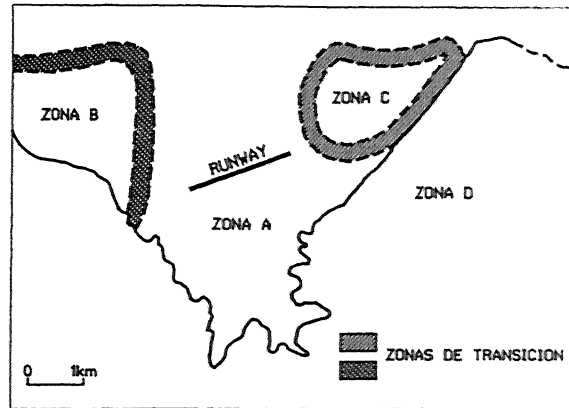 ZONA B
ZONA C
RUNWAY
ZONA D
ZONA A
ZONAS DE TRANSICION
0 1km